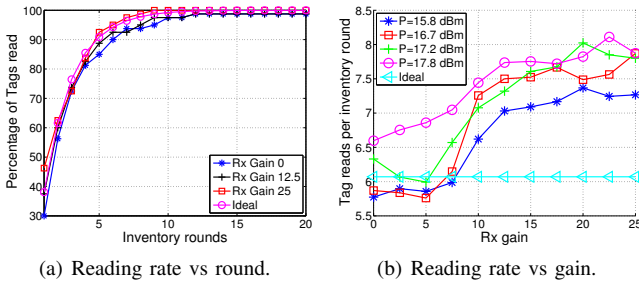 (a)
100
90
80
70
60
50
40
30
5
10
15
20
Percentage of Tags read
Inventory rounds
Rx Gain 0
Rx Gain 12.5
Rx Gain 25
Ideal
(a) Reading rate vs round.
(b)
8.5
8
7.5
7
6.5
6
5.5
0
5
10
15
20
25
Tag reads per inventory round
Rx gain
P=15.8 dBm
P=16.7 dBm
P=17.2 dBm
P=17.8 dBm
Ideal
(b) Reading rate vs gain.